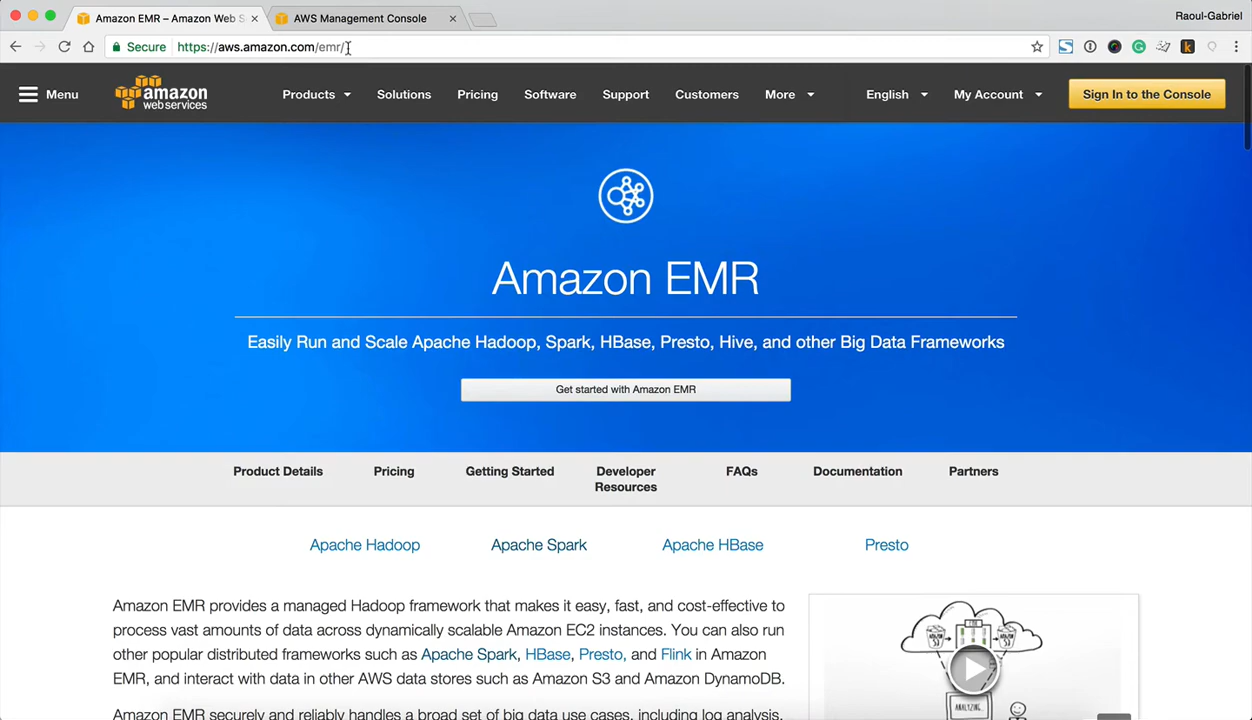 Amazon EMR – Amazon Web S
AWS Management Console
Raoul-Gabriel
Secure https://aws.amazon.com/emr/
Menu
amazon
web services
Products
Solutions
Pricing
Software
Support
Customers
More
English
My Account
Sign In to the Console
Amazon EMR
Easily Run and Scale Apache Hadoop, Spark, HBase, Presto, Hive, and other Big Data Frameworks
Get started with Amazon EMR
Product Details
Pricing
Getting Started
Developer
Resources
FAQs
Documentation
Partners
Apache Hadoop
Apache Spark
Apache HBase
Presto
Amazon EMR provides a managed Hadoop framework that makes it easy, fast, and cost-effective to
process vast amounts of data across dynamically scalable Amazon EC2 instances. You can also run
other popular distributed frameworks such as Apache Spark, HBase, Presto, and Flink in Amazon
EMR, and interact with data in other AWS data stores such as Amazon S3 and Amazon DynamoDB.
Amazon EMR securely and reliably handles a broad set of big data use cases, including log analysis,
ANALYZING...